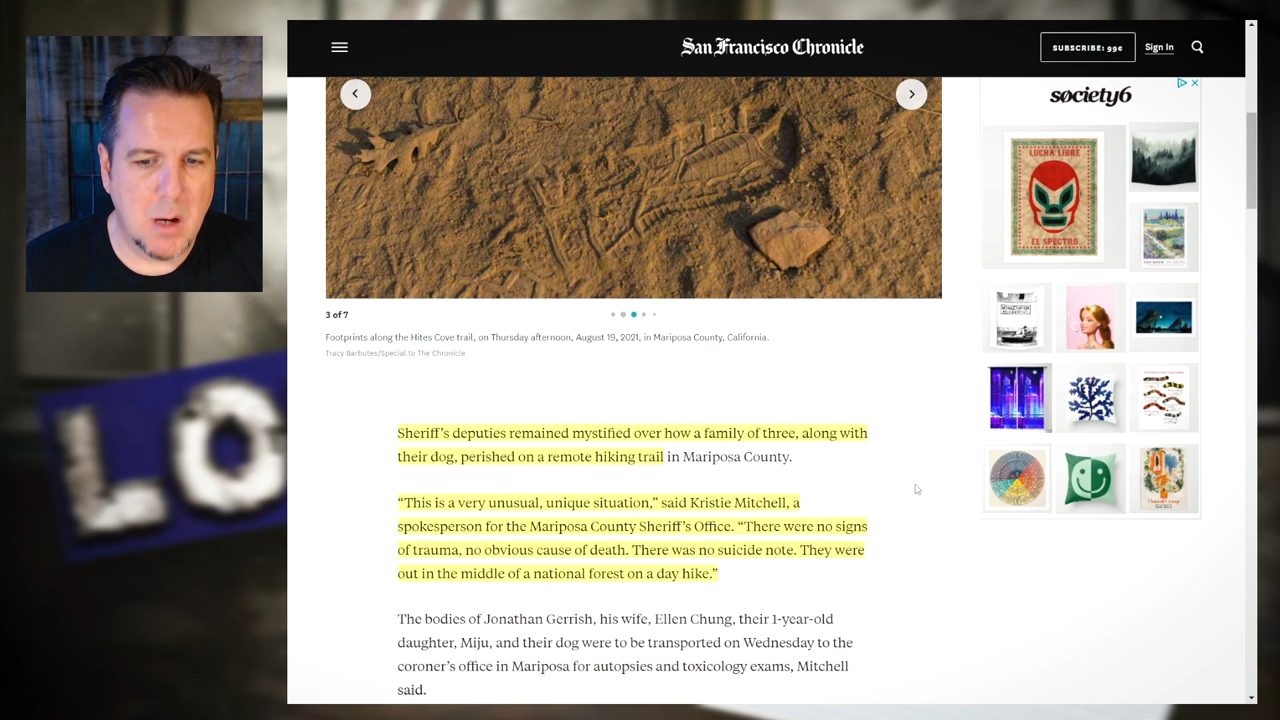 San Francisco Chronicle
SUBSCRIBE: 99¢
Sign In
society6
LUCHA LIBRE
EL SPECTRO
3 of 7
Footprints along the Hites Cove trail, on Thursday afternoon, August 19, 2021, in Mariposa County, California.
Tracy Barbutes/Special to The Chronicle
Sheriff's deputies remained mystified over how a family of three, along with
their dog, perished on a remote hiking trail in Mariposa County.
“This is a very unusual, unique situation,” said Kristie Mitchell, a
spokesperson for the Mariposa County Sheriff's Office. “There were no signs
of trauma, no obvious cause of death. There was no suicide note. They were
out in the middle of a national forest on a day hike.”
The bodies of Jonathan Gerrish, his wife, Ellen Chung, their 1-year-old
daughter, Miju, and their dog were to be transported on Wednesday to the
coroner's office in Mariposa for autopsies and toxicology exams, Mitchell
said.
LO